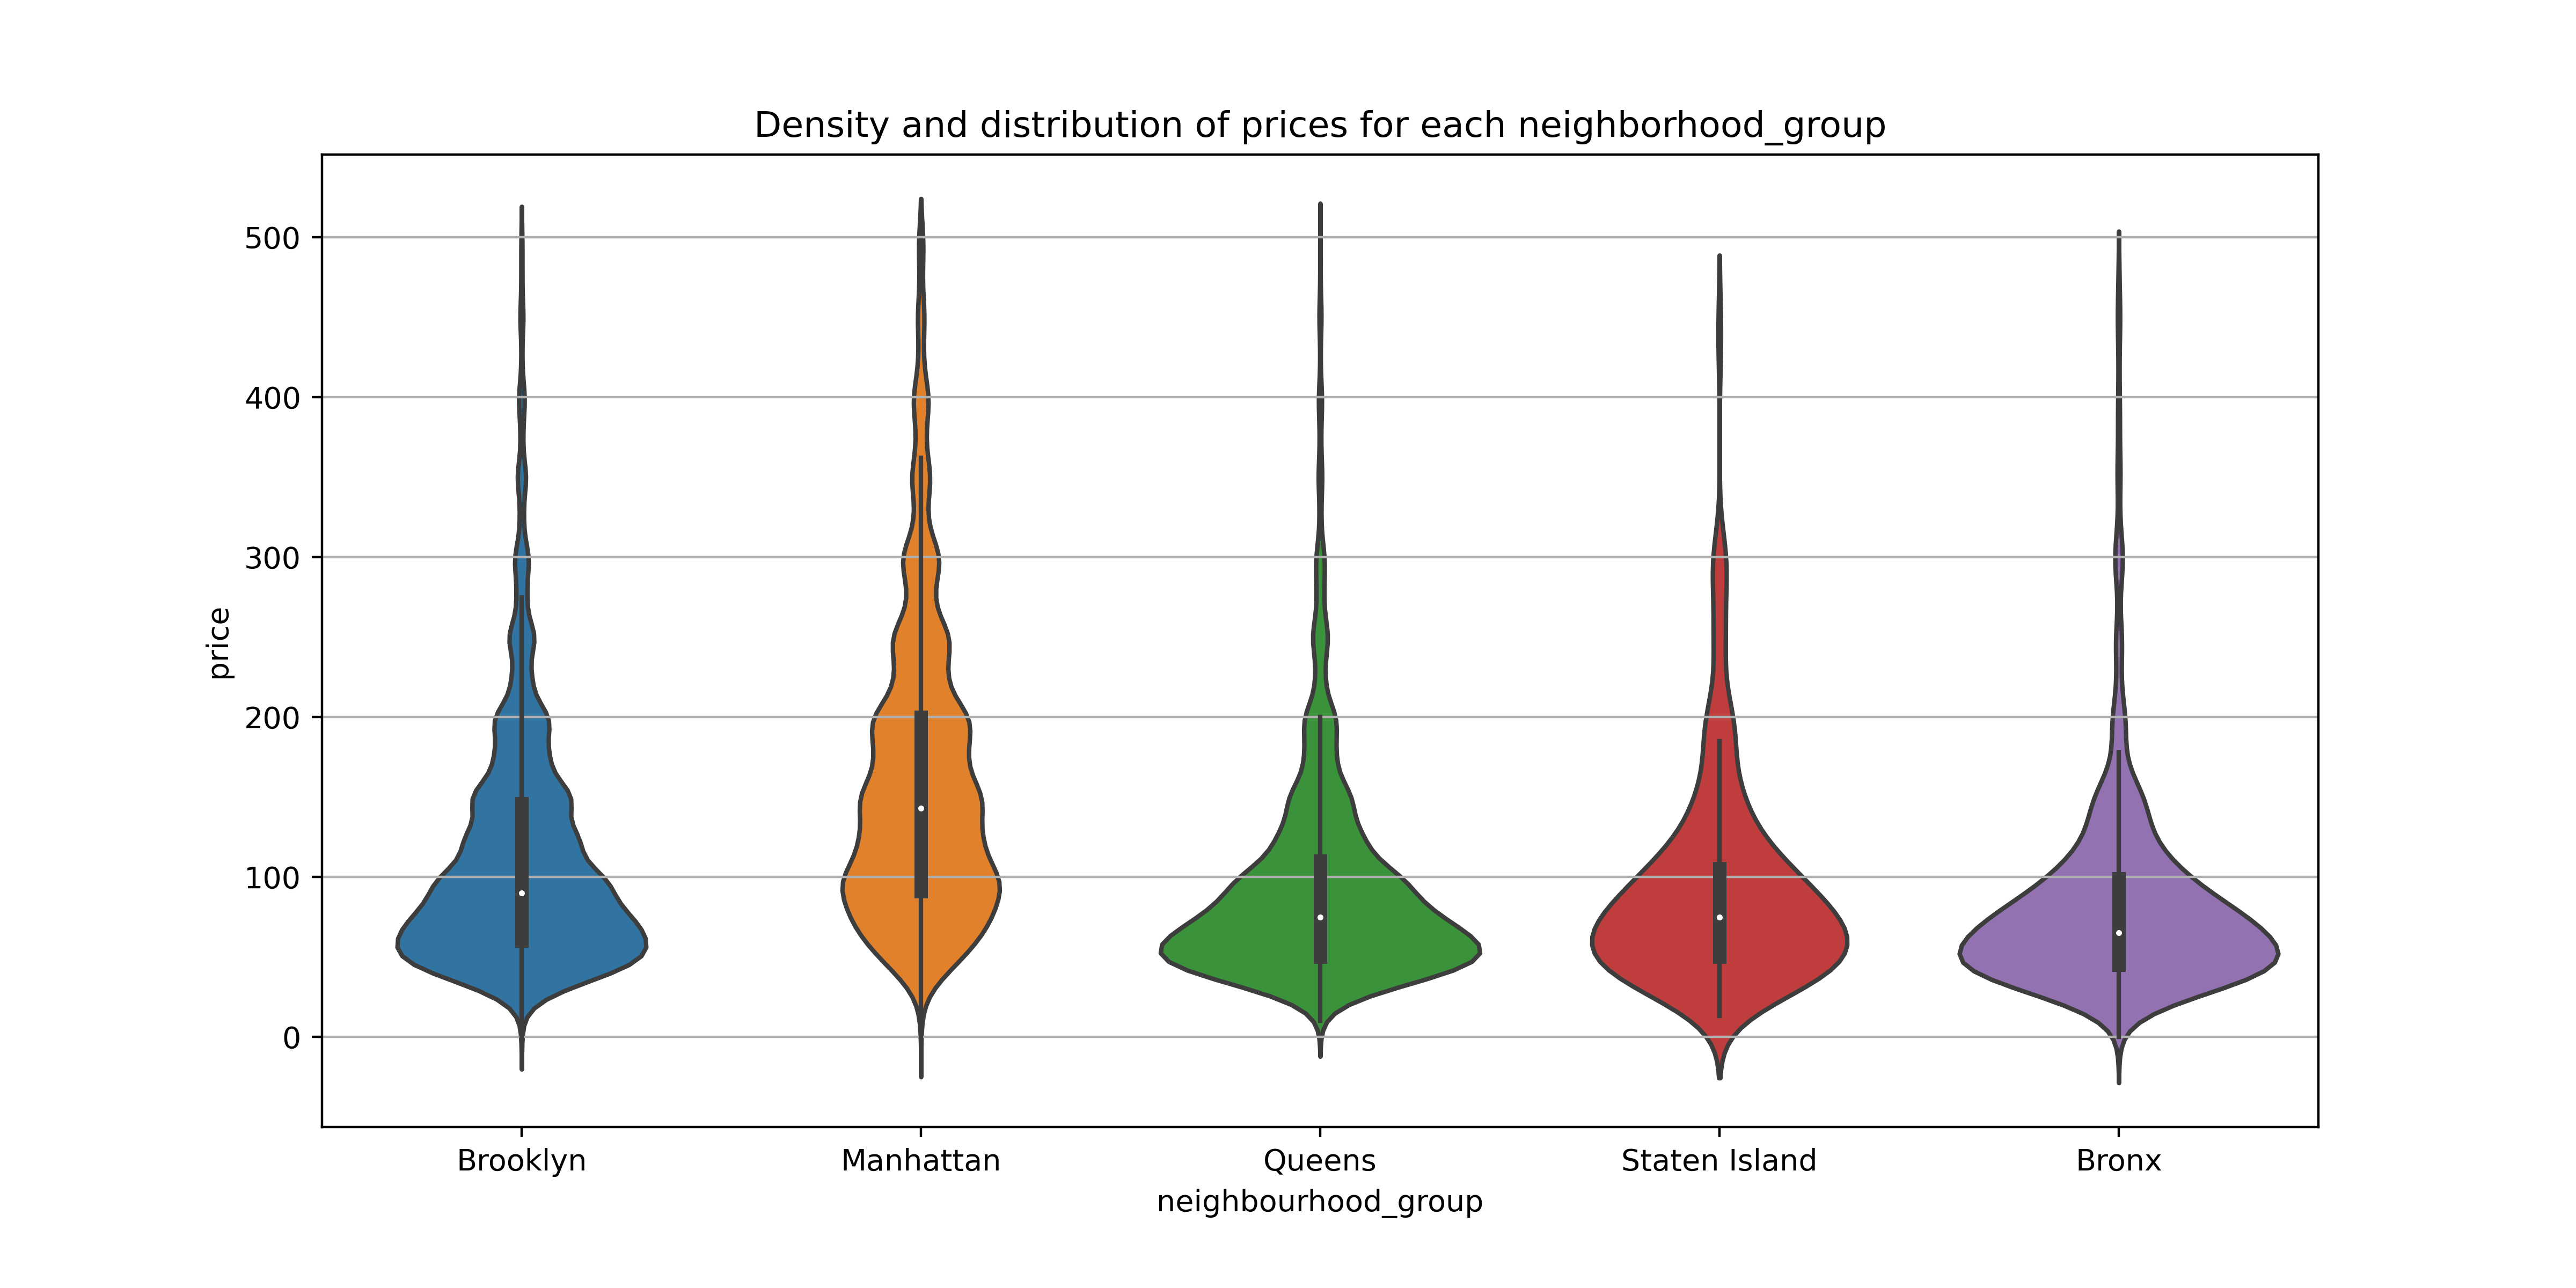 Density and distribution of prices for each neighborhood_group
500
400
300
200
100
0
price
Brooklyn Manhattan Queens Staten Island Bronx
neighbourhood_group